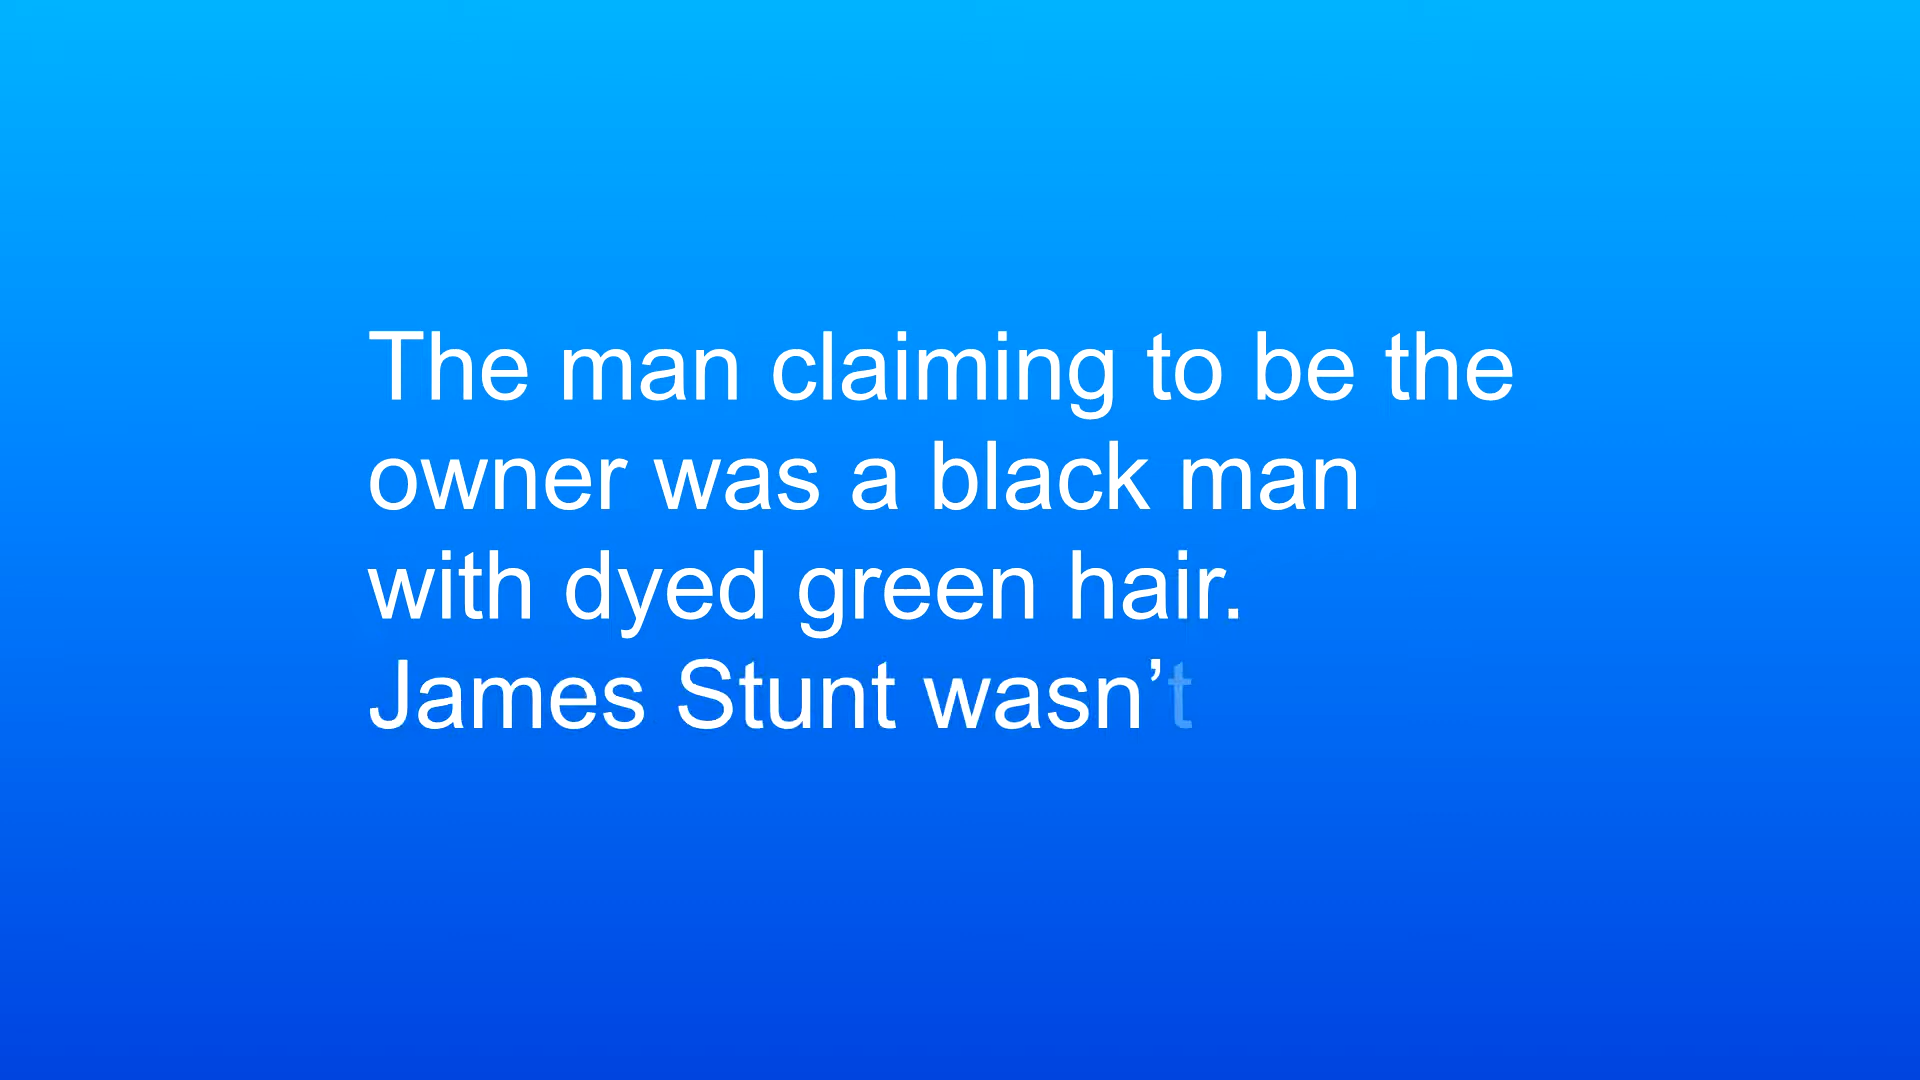 The man claiming to be the
owner was a black man
with dyed green hair.
James Stunt wasn’t